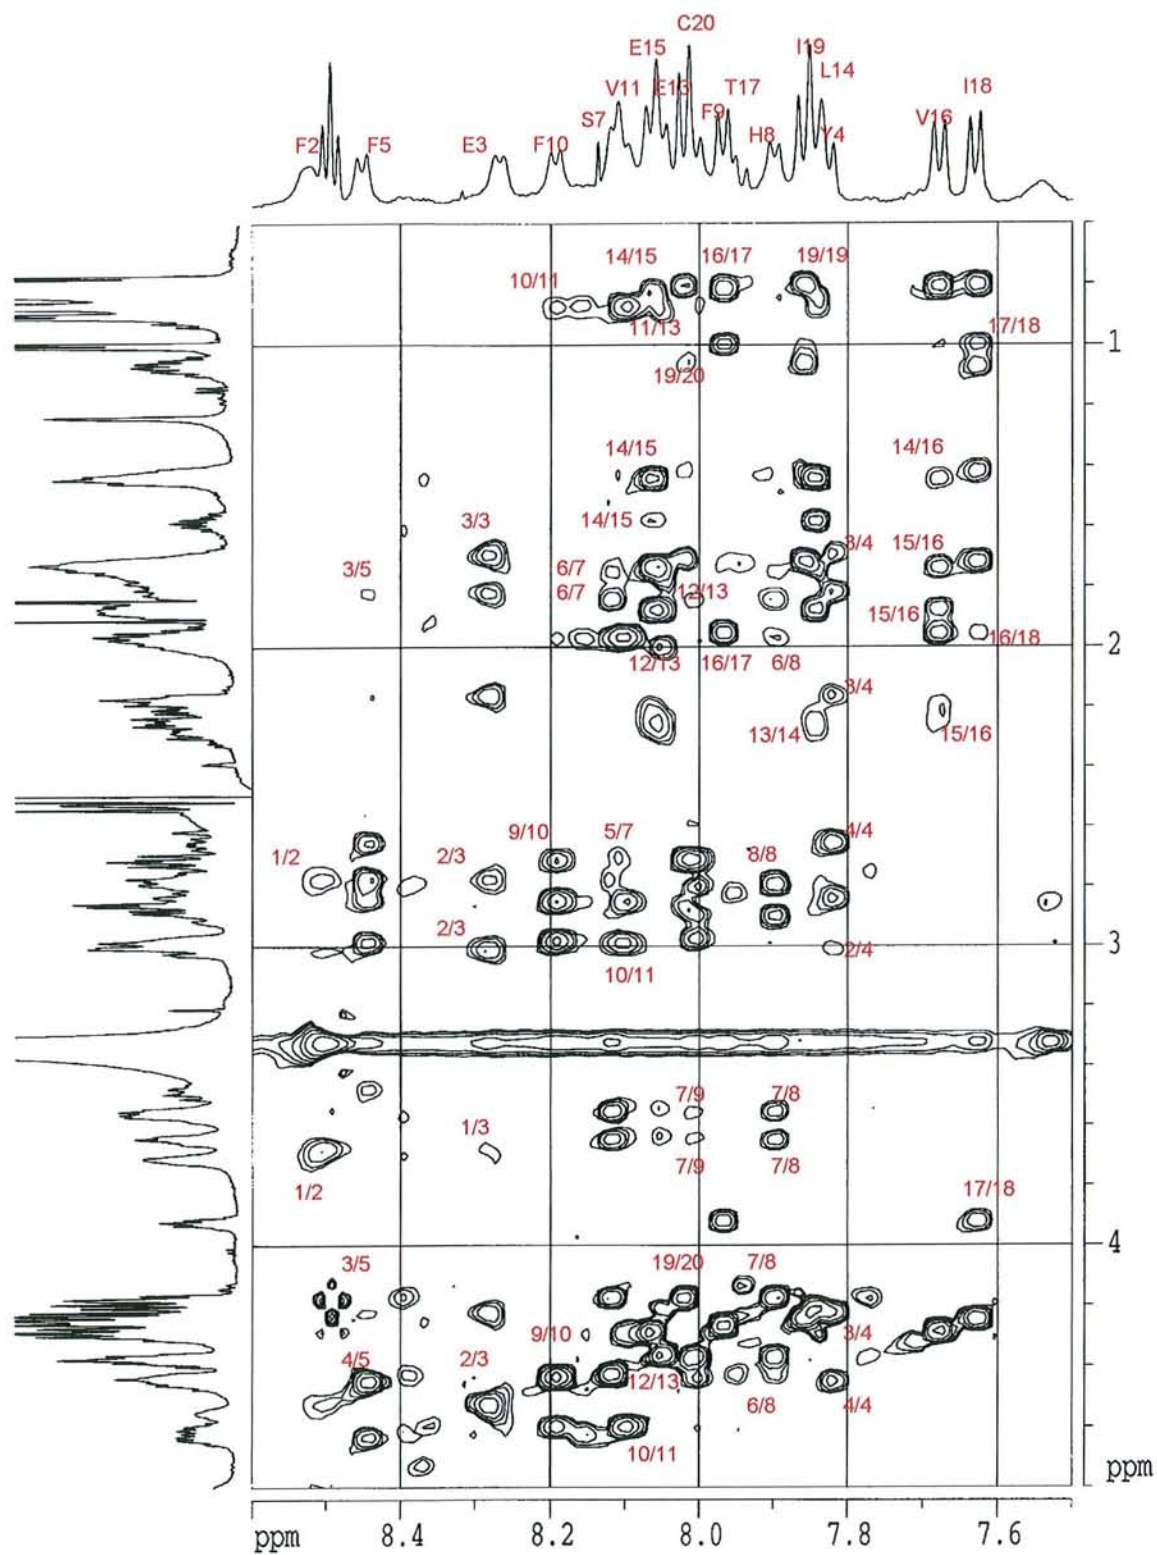 C20
E15 I19
V11 E13 T17 L14
S7 F9 V16 I18
F2 F5 E3 F10 H8 Y4
14/15 16/17 19/19
10/11
11/13 17/18
1
19/20
14/15 14/16
3/3 14/15 3/4 15/16
3/5 6/7
6/7 12/13 15/16
2
12/13 16/17 6/8 16/18
3/4
13/14 15/16
9/10 5/7 4/4
1/2 2/3 8/8
2/3 3
10/11 2/4
7/9 7/8
1/3
7/9 7/8
1/2 17/18
4
3/5 19/20 7/8
9/10 3/4
4/5 2/3 12/13 6/8 4/4
10/11
ppm
ppm 8.4 8.2 8.0 7.8 7.6